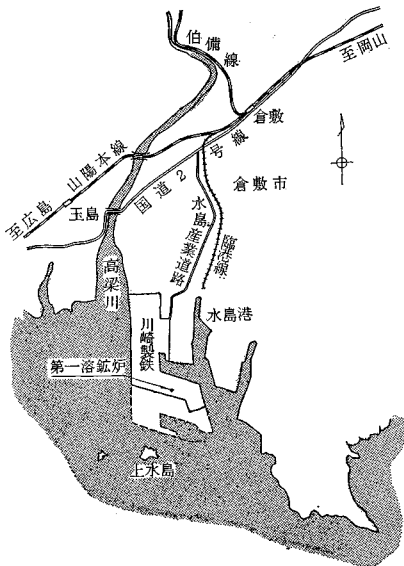 伯備線
至岡山
倉敷
山陽本線
国道2号線
倉敷市
至広島
玉島
水島産業道路
臨港線
高梁川
川崎製鉄
水島港
第一溶鉱炉
上水島